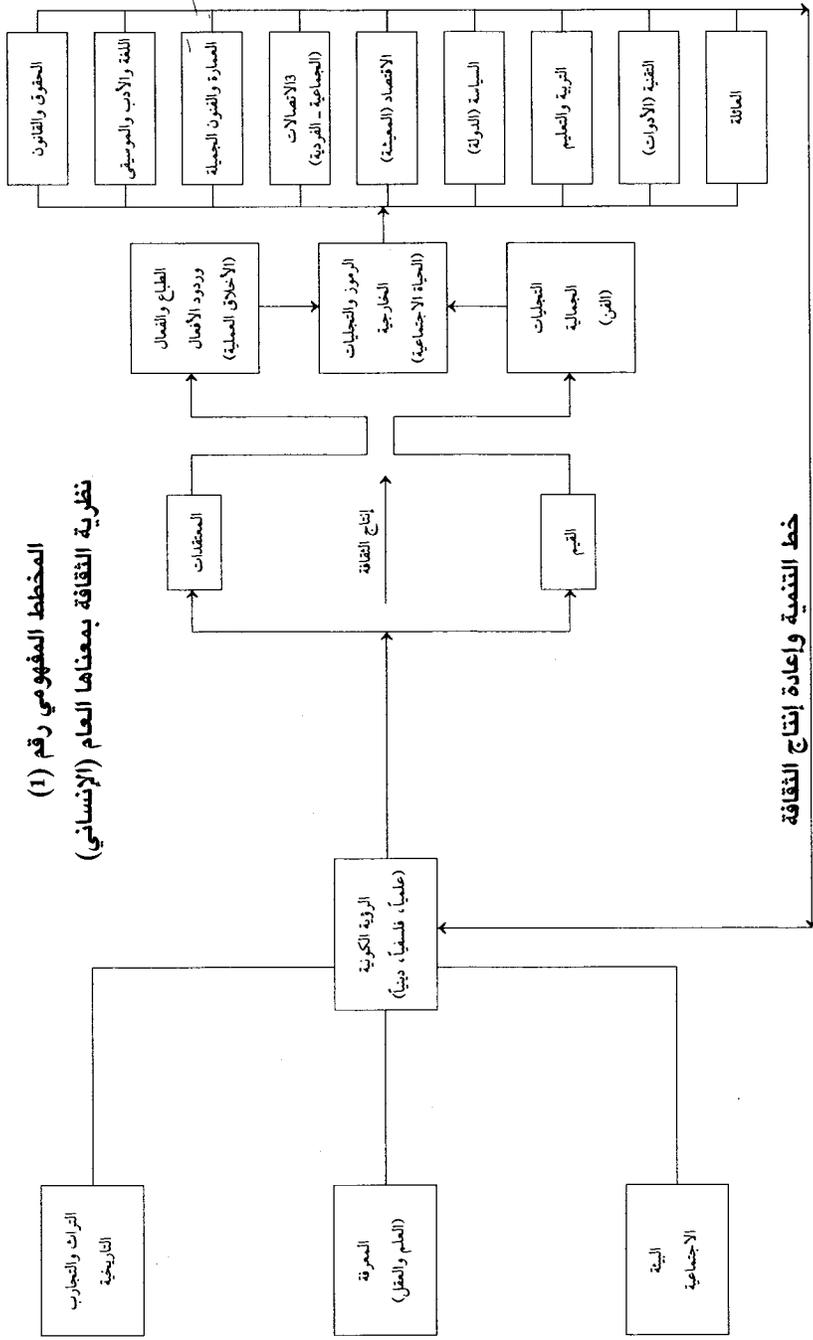 المخطط المفهومي رقم (1)
نظرية الثقافة بمعناها العام (الإنساني)
التراث والتجارب
التاريخية
المعرفة
(العلم والعقل)
البيئة
الاجتماعية
الرؤية الكونية
(علمياً، فلسفياً، دينياً)
المعتقدات
إنتاج الثقافة
القيم
الطباع والفعال
وردود الأفعال
(الأخلاق العملية)
الرموز والتجليات
الخارجية
(الحياة الاجتماعية)
التجليات
الجمالية
(الفن)
الحقوق والقانون
اللغة والأدب والموسيقى
العمارة والفنون الجميلة
3الاتصالات
(الجماعية - الفردية)
الاقتصاد (المعيشة)
السياسة (الدولة)
التربية والتعليم
التقنية (الأدوات)
العائلة
خط التنمية وإعادة إنتاج الثقافة